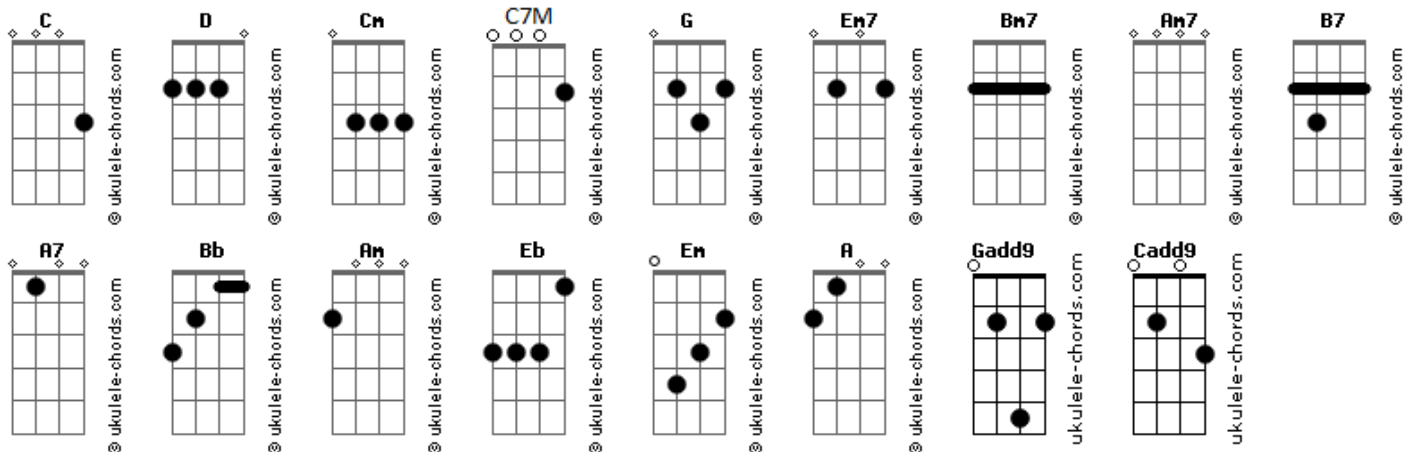 C D Cm C7M G Em7 Bm7 Am7 B7
© ukulele-chords.com © ukulele-chords.com © ukulele-chords.com © ukulele-chords.com © ukulele-chords.com © ukulele-chords.com © ukulele-chords.com © ukulele-chords.com © ukulele-chords.com
A7 Bb Am Eb Em A Gadd9 Cadd9
© ukulele-chords.com © ukulele-chords.com © ukulele-chords.com © ukulele-chords.com © ukulele-chords.com © ukulele-chords.com ukulele-chords.com ukulele-chords.com